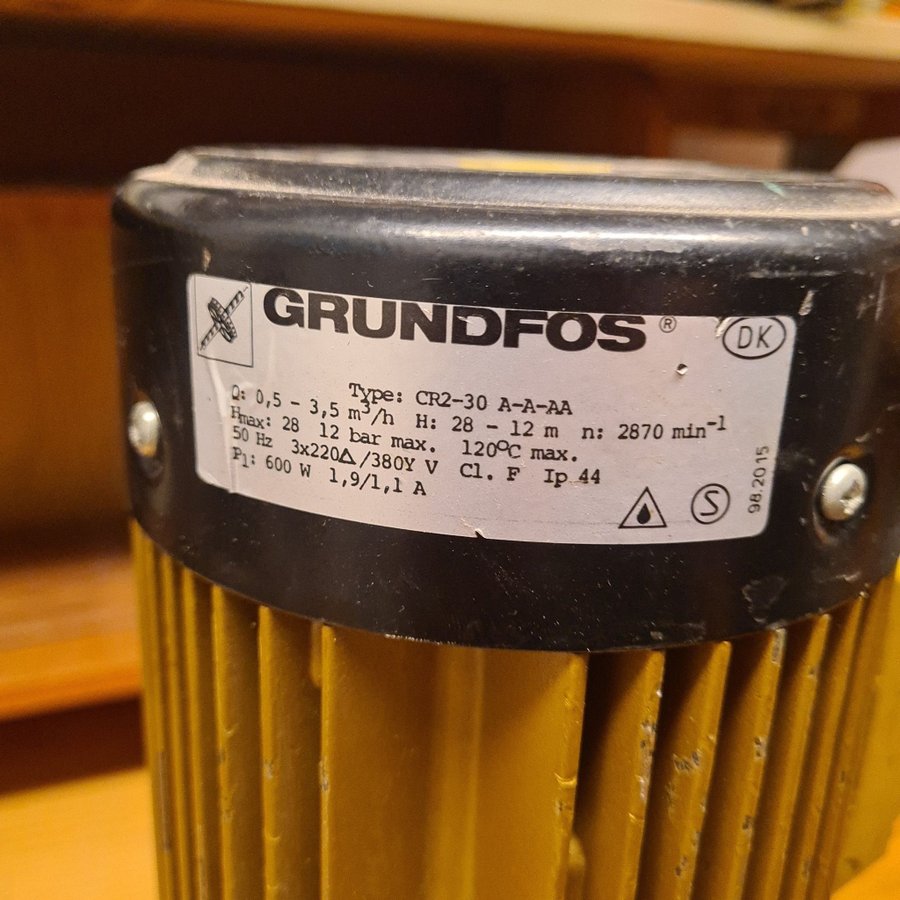 GRUNDFOS ®
DK
Type: CR2-30 A-A-AA
Q: 0,5 - 3,5 m³/h H: 28 - 12 m n: 2870 min⁻¹
Hmax: 28 12 bar max. 120°C max.
50 Hz 3x220Δ/380Y V Cl. F Ip 44
P₁: 600 W 1,9/1,1 A
S
98.2015